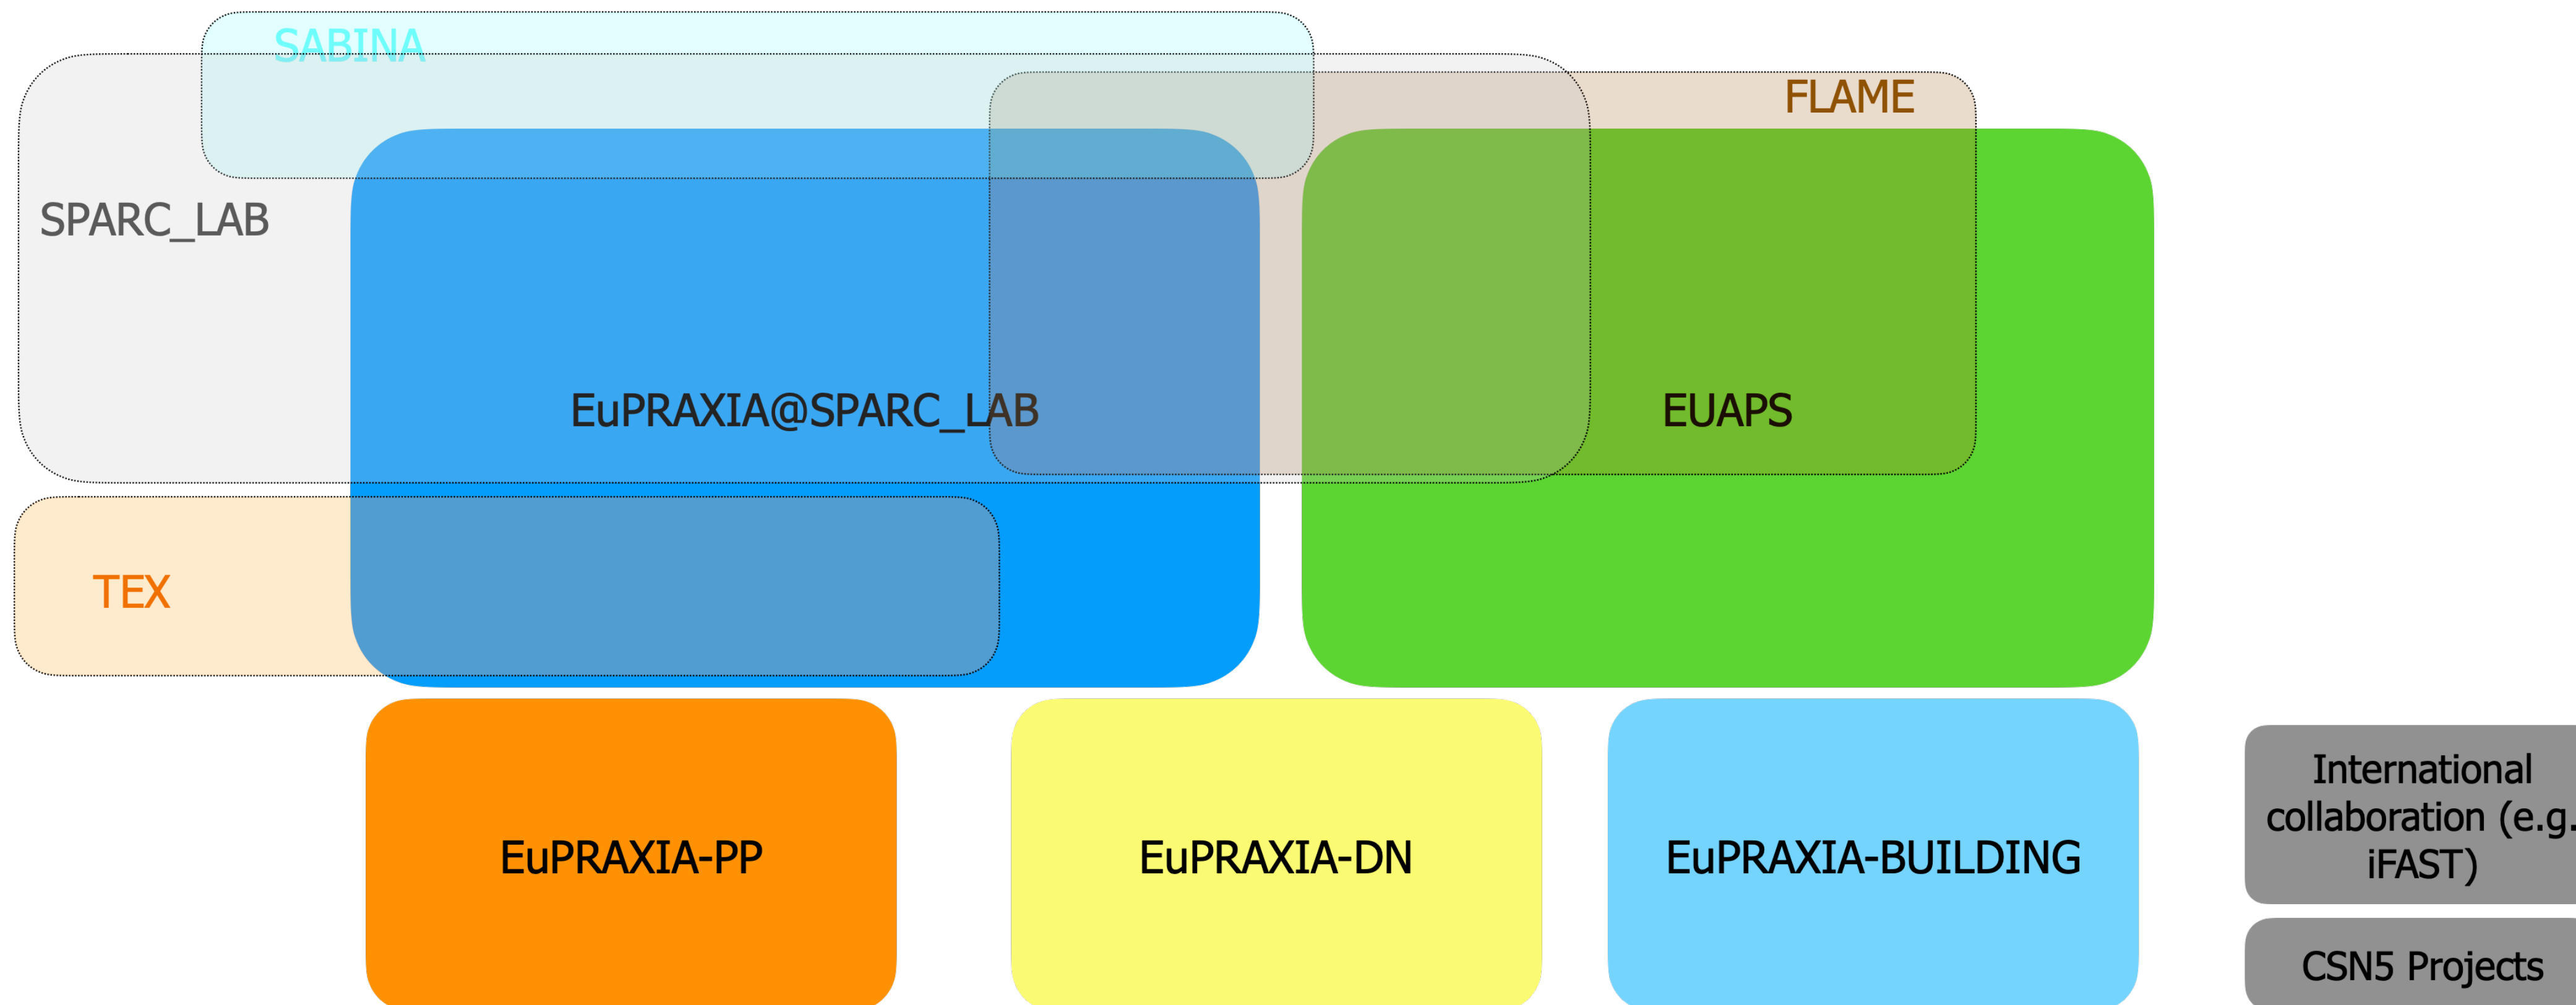 SABINA
FLAME
SPARC_LAB
EuPRAXIA@SPARC_LAB
EUAPS
TEX
EuPRAXIA-PP
EuPRAXIA-DN
EuPRAXIA-BUILDING
International
collaboration (e.g.
iFAST)
CSN5 Projects